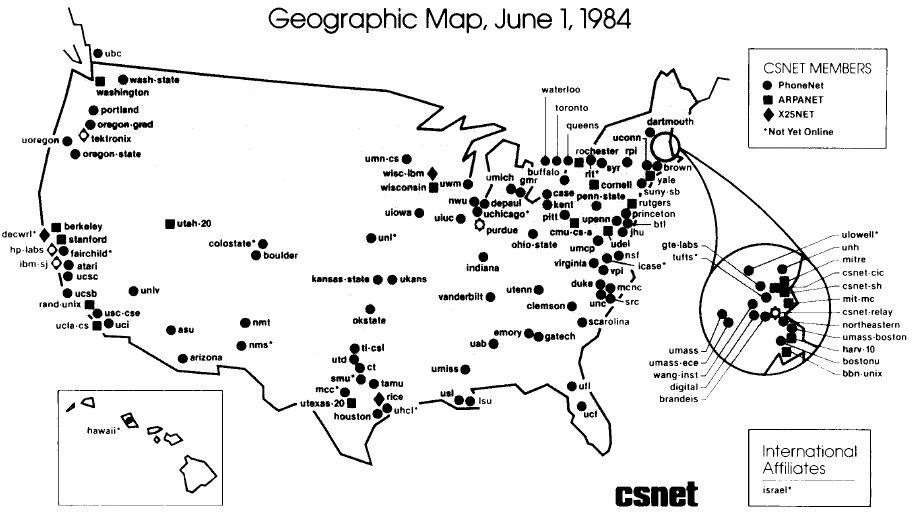 Geographic Map, June 1, 1984
CSNET MEMBERS
PhoneNet
ARPANET
X25NET
*Not Yet Online
ubc
wash-state
washington
portland
oregon-grad
tektronix
uoregon
oregon-state
berkeley
decwrl*
stanford
hp-labs
fairchild*
ibm-sj
atari
ucsc
ucsb
rand-unix
usc-cse
ucla-cs
uci
univ
utah-20
colostate*
boulder
asu
arizona
nmt
nms*
umn-cs
wisc-ibm
wisconsin
uwm
uiowa
uiuc
nwu
depaul
uchicago*
purdue
unl*
indiana
kansas-state
ukans
okstate
vanderbilt
ti-csl
utd
ct
smu*
mcc*
tamu
rice
utexas-20
uhcl*
houston
usl
lsu
umiss
uab
emory
gatech
utenn
clemson
scarolina
ufl
ucf
waterloo
toronto
queens
dartmouth
uconn
rochester
rpi
buffalo
rit*
syr
brown
yale
umich
gmr
case
kent
cornell
suny-sb
penn-state
rutgers
pitt
upenn
princeton
btl
cmu-cs-a
jhu
ohio-state
udel
umcp
nsf
virginia
icase*
vpi
duke
mcnc
unc
src
gte-labs
tufts*
ulowell*
unh
mitre
csnet-cic
csnet-sh
mit-mc
csnet-relay
northeastern
umass-boston
harv-10
bostonu
bbn-unix
umass
umass-ece
wang-inst
digital
brandeis
hawaii*
csnet
International
Affiliates
israel*